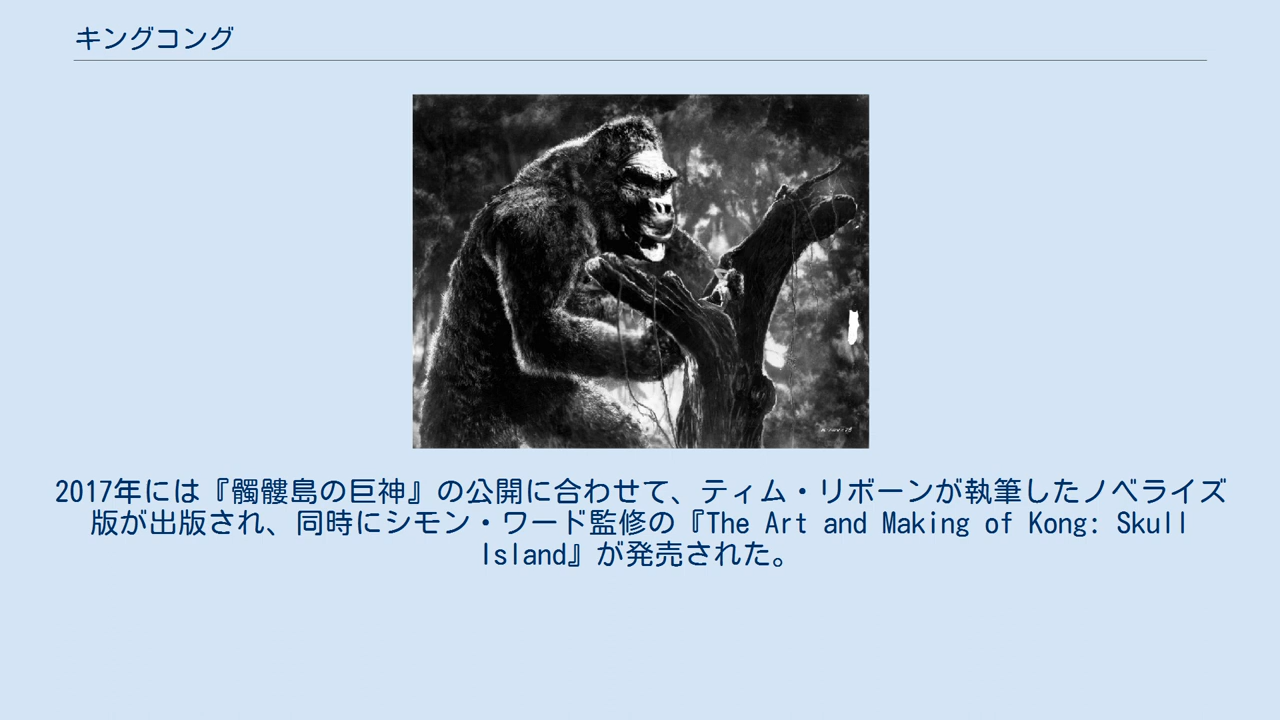 キングコング
2017年には『髑髏島の巨神』の公開に合わせて、ティム・リボーンが執筆したノベライズ
版が出版され、同時にシモン・ワード監修の『The Art and Making of Kong: Skull
Island』が発売された。